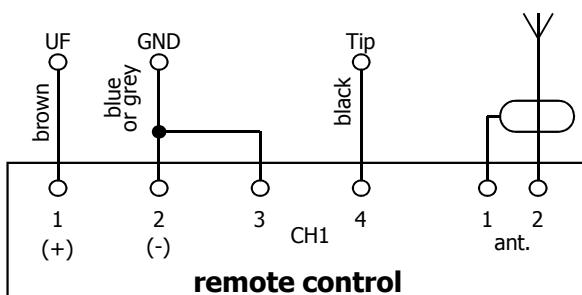 UF GND Tip
brown
blue
or grey
black
1 2 3 4 1 2
(+) (-) CH1 ant.
remote control